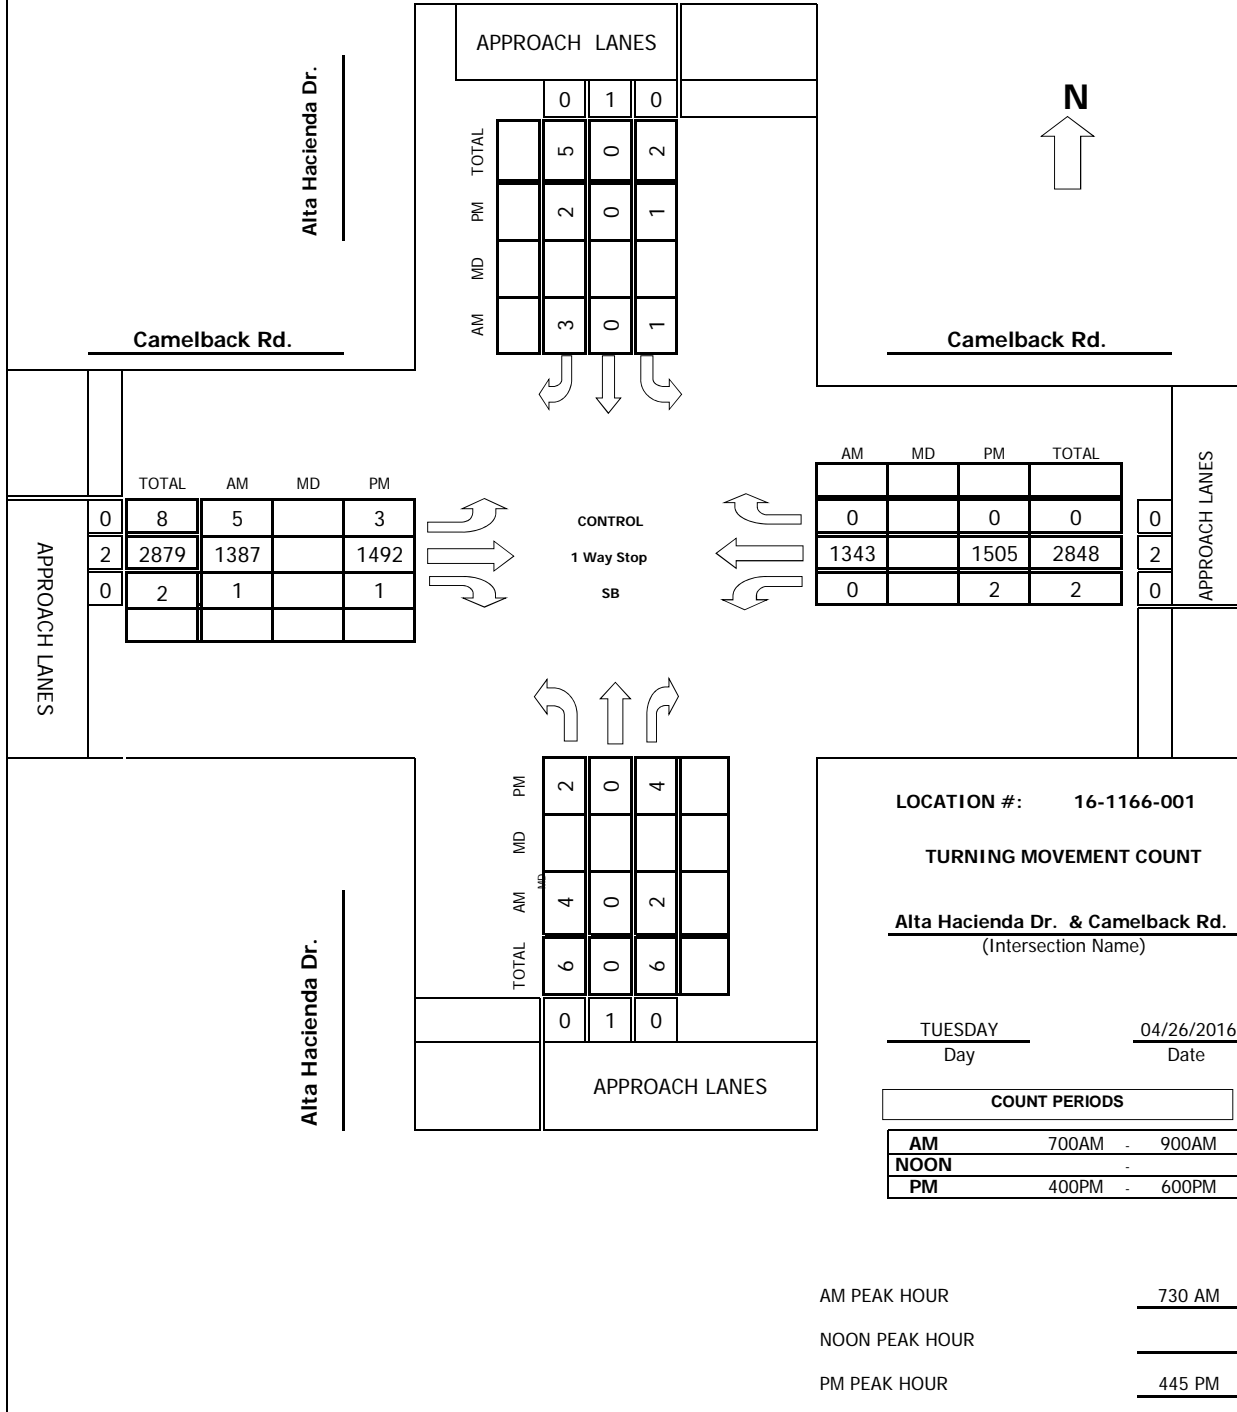 APPROACH LANES
0 1 0
N
Alta Hacienda Dr.
TOTAL 5 0 2
PM 2 0 1
MD
AM 3 0 1
Camelback Rd.
Camelback Rd.
TOTAL AM MD PM
0 8 5 3
2 2879 1387 1492
0 2 1 1
APPROACH LANES
CONTROL
1 Way Stop
SB
AM MD PM TOTAL
0 0 0 0
1343 1505 2848 2
0 2 2 0
APPROACH LANES
PM 2 0 4
MD
MD
AM 4 0 2
TOTAL 6 0 6
0 1 0
APPROACH LANES
Alta Hacienda Dr.
LOCATION #: 16-1166-001
TURNING MOVEMENT COUNT
Alta Hacienda Dr. & Camelback Rd.
(Intersection Name)
TUESDAY 04/26/2016
Day Date
COUNT PERIODS
AM 700AM - 900AM
NOON -
PM 400PM - 600PM
AM PEAK HOUR 730 AM
NOON PEAK HOUR
PM PEAK HOUR 445 PM